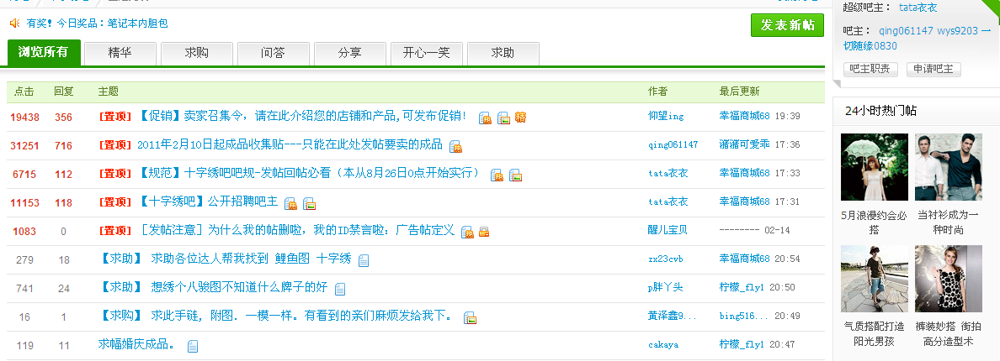 有奖! 今日奖品：笔记本内胆包
发表新帖
浏览所有 精华 求购 问答 分享 开心一笑 求助
点击 回复 主题 作者 最后更新
19438 356 [置顶] 【促销】卖家召集令，请在此介绍您的店铺和产品,可发布促销! 精 仰望ing 幸福商城68 19:39
31251 716 [置顶] 2011年2月10日起成品收集贴---只能在此处发帖要卖的成品 qing061147 潴潴可爱乖 17:36
6715 112 [置顶] 【规范】十字绣吧吧规-发帖回帖必看（本从8月26日0点开始实行） tata衣衣 幸福商城68 17:33
11153 118 [置顶] 【十字绣吧】公开招聘吧主 tata衣衣 幸福商城68 17:31
1083 0 [置顶] [发帖注意] 为什么我的帖删啦，我的ID禁言啦；广告帖定义 醒儿宝贝 -------- 02-14
279 18 【求助】 求助各位达人帮我找到 鲤鱼图 十字绣 zx23cvb 幸福商城68 20:54
741 24 【求助】 想绣个八骏图不知道什么牌子的好 p胖丫头 柠檬_fly1 20:50
16 1 【求购】 求此手链, 附图. 一模一样。有看到的亲们麻烦发给我下。 黄泽鑫9... bing516... 20:49
119 11 求幅婚庆成品。 cakaya 柠檬_fly1 20:47
超级吧主： tata衣衣
吧主： qing061147 wys9203 一
切随缘0830
吧主职责 申请吧主
24小时热门帖
5月浪漫约会必
搭
当衬衫成为一
种时尚
气质搭配打造
阳光男孩
裤装妙搭 街拍
高分造型术